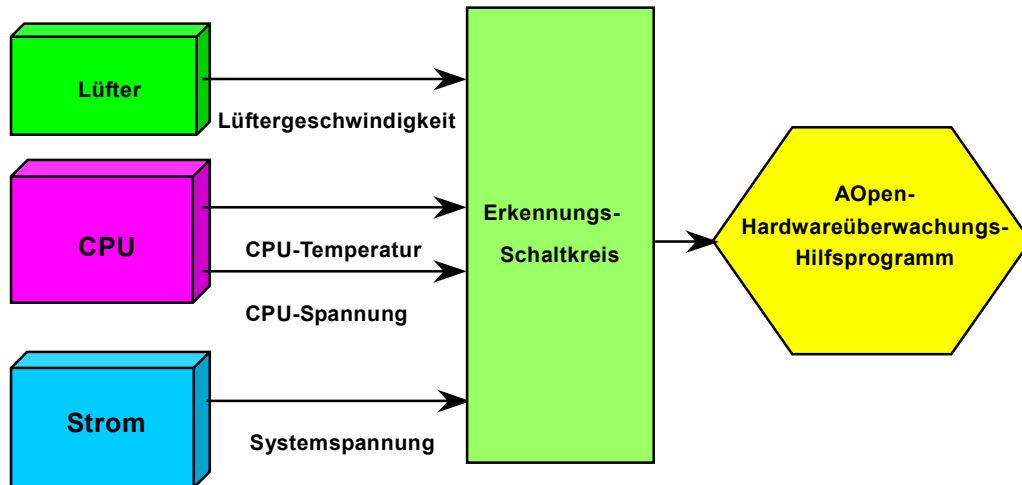 Lüfter
Lüftergeschwindigkeit
CPU
CPU-Temperatur
CPU-Spannung
Strom
Systemspannung
Erkennungs-
Schaltkreis
AOpen-
Hardwareüberwachungs-
Hilfsprogramm